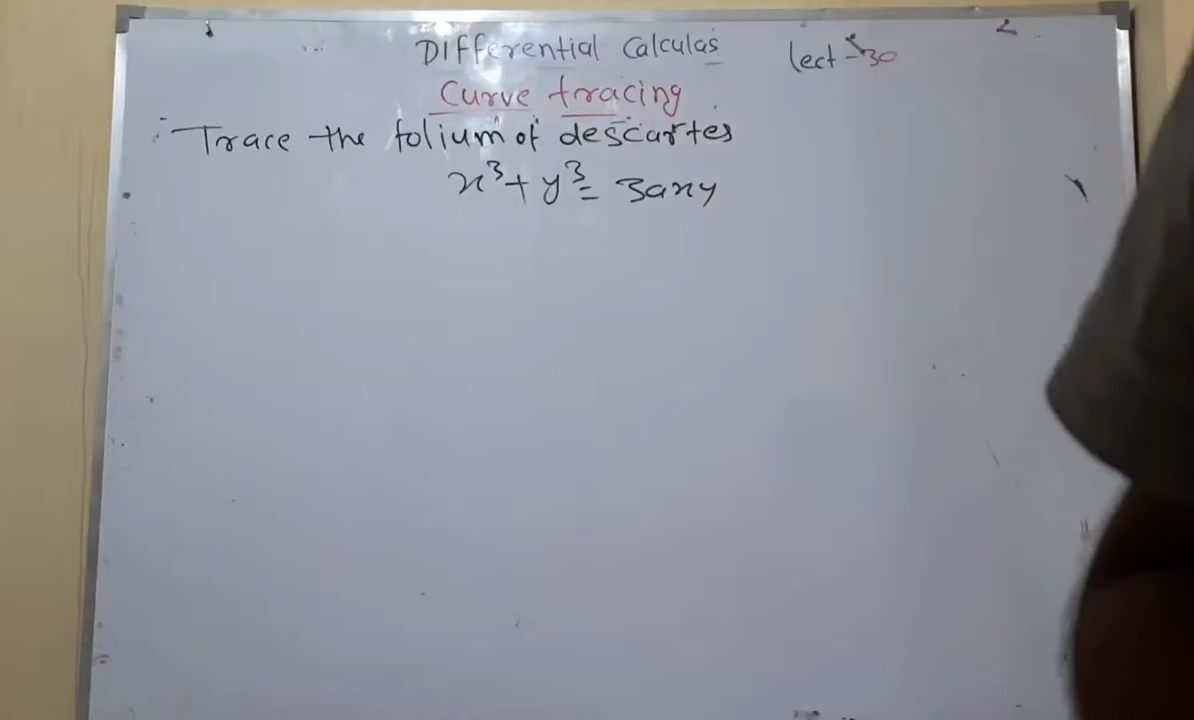 Differential Calculas lect - 30
Curve tracing
Trace the folium of descartes
x³ + y³ = 3axy